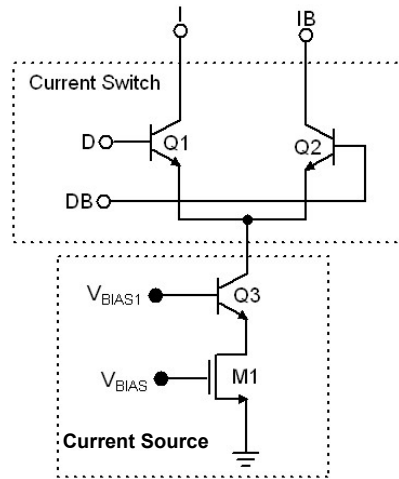 I
IB
Current Switch
D
Q1
Q2
DB
VBIAS1
Q3
VBIAS
M1
Current Source